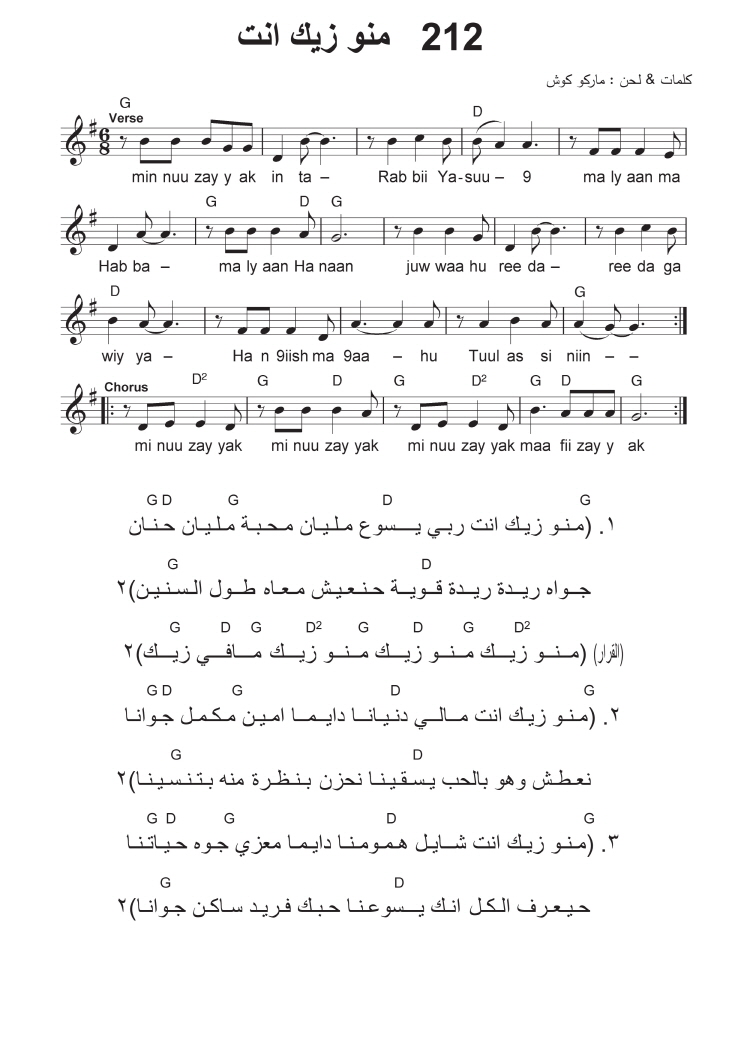 212 منو زيك انت
كلمات & لحن : ماركو كوش
G D
Verse
min nuu zay y ak in ta – Rab bii Ya-suu – 9 ma ly aan ma
G D G
Hab ba – ma ly aan Ha naan juw waa hu ree da – ree da ga
D G
wiy ya – Ha n 9iish ma 9aa – hu Tuul as si niin – –
Chorus D2 G D G D2 G D G
mi nuu zay yak mi nuu zay yak mi nuu zay yak maa fii zay y ak
G D G D G
١. (منو زيك انت ربي يسوع مليان محبة مليان حنان
G D
جواه ريدة ريدة قوية حنعيش معاه طول السنين)٢
G D G D2 G D G D2
(القرار) (منو زيك منو زيك منو زيك مافي زيك)٢
G D G D G
٢. (منو زيك انت مالي دنيانا دايما امين مكمل جوانا
G D
نعطش وهو بالحب يسقينا نحزن بنظرة منه بتنسينا)٢
G D G D G
٣. (منو زيك انت شايل همومنا دايما معزي جوه حياتنا
G D
حيعرف الكل انك يسوعنا حبك فريد ساكن جوانا)٢